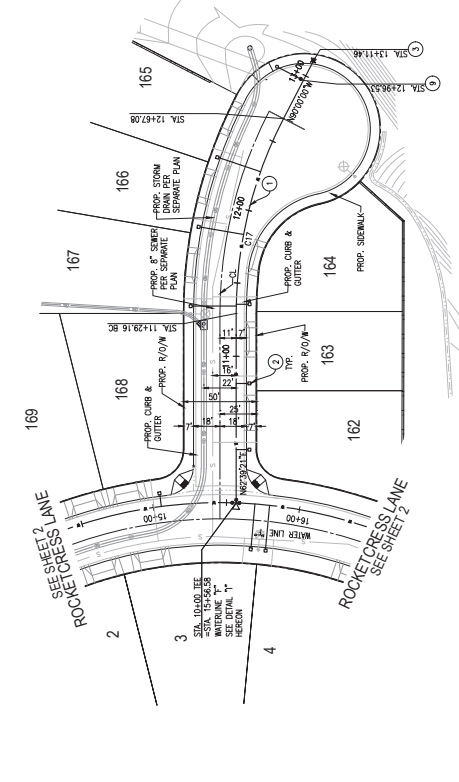 165
166
167
168
169
STA. 13+11.46
3
13+00
STA. 12+96.53
9
N90°00'00"W
STA. 12+67.08
PROP. STORM
DRAIN PER
SEPARATE PLAN
12+00
1
C17
PROP. 8" SEWER
PER SEPARATE
PLAN
CL
PROP. CURB &
GUTTER
PROP. SIDEWALK
164
STA. 11+29.16 BC
PROP. R/O/W
11'
7'
11+00
16'
22'
2
TYP.
PROP. R/O/W
163
50'
25'
PROP. CURB &
GUTTER
7'
18'
18'
7'
162
N62°39'21"E
SEE SHEET 2
ROCKETCRESS LANE
15+00
16+00
WATER LINE
ROCKETCRESS LANE
SEE SHEET 2
STA. 10+00 TEE
=STA. 15+56.58
WATERLINE "F"
SEE DETAIL "1"
HEREON
2
3
4
S
S
S